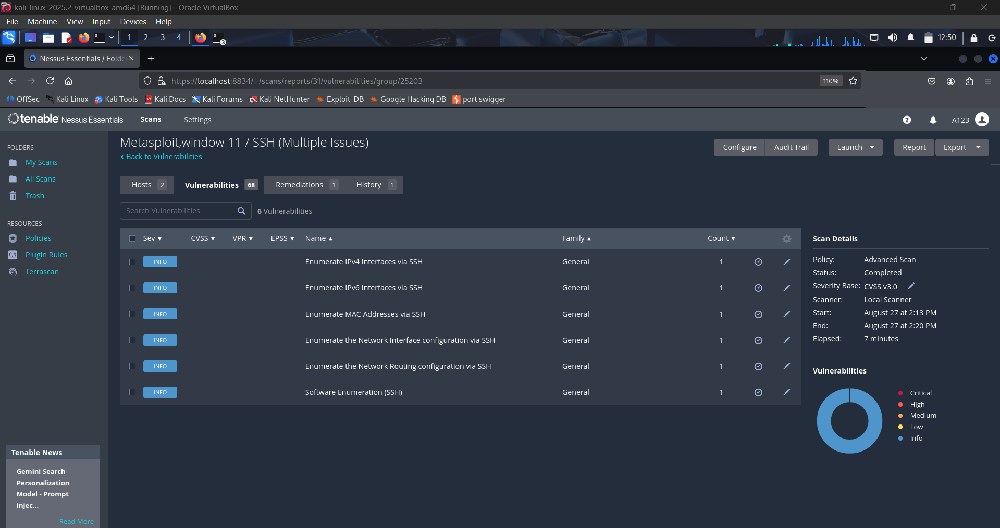 kali-linux-2025.2-virtualbox-amd64 [Running] - Oracle VirtualBox
File Machine View Input Devices Help
1 2 3 4 3 12:50
Nessus Essentials / Folde
https://localhost:8834/#/scans/reports/31/vulnerabilities/group/25203 110%
OffSec Kali Linux Kali Tools Kali Docs Kali Forums Kali NetHunter Exploit-DB Google Hacking DB port swigger
tenable Nessus Essentials Scans Settings A123
FOLDERS
My Scans
All Scans
Trash
RESOURCES
Policies
Plugin Rules
Terrascan
Tenable News
Gemini Search
Personalization
Model - Prompt
Injec...
Read More
Metasploit,window 11 / SSH (Multiple Issues)
Back to Vulnerabilities
Configure Audit Trail Launch Report Export
Hosts 2 Vulnerabilities 68 Remediations 1 History 1
Search Vulnerabilities 6 Vulnerabilities
Sev CVSS VPR EPSS Name Family Count
INFO Enumerate IPv4 Interfaces via SSH General 1
INFO Enumerate IPv6 Interfaces via SSH General 1
INFO Enumerate MAC Addresses via SSH General 1
INFO Enumerate the Network Interface configuration via SSH General 1
INFO Enumerate the Network Routing configuration via SSH General 1
INFO Software Enumeration (SSH) General 1
Scan Details
Policy: Advanced Scan
Status: Completed
Severity Base: CVSS v3.0
Scanner: Local Scanner
Start: August 27 at 2:13 PM
End: August 27 at 2:20 PM
Elapsed: 7 minutes
Vulnerabilities
Critical
High
Medium
Low
Info